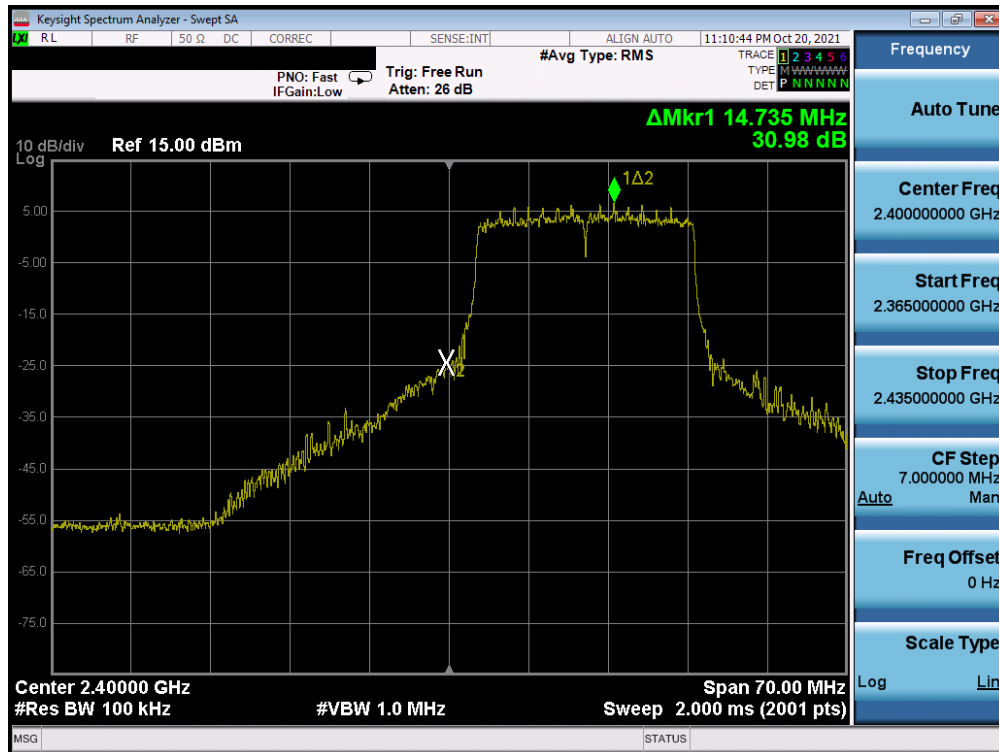 Keysight Spectrum Analyzer - Swept SA
LXI RL RF 50 Ω DC CORREC SENSE:INT ALIGN AUTO 11:10:44 PM Oct 20, 2021
#Avg Type: RMS
TRACE 1 2 3 4 5 6
TYPE M WWWWW
DET P N N N N N
PNO: Fast
IFGain:Low
Trig: Free Run
Atten: 26 dB
ΔMkr1 14.735 MHz
30.98 dB
10 dB/div Ref 15.00 dBm
Log
1Δ2
5.00
-5.00
-15.0
-25.0
X2
-35.0
-45.0
-55.0
-65.0
-75.0
Center 2.40000 GHz Span 70.00 MHz
#Res BW 100 kHz #VBW 1.0 MHz Sweep 2.000 ms (2001 pts)
MSG STATUS
Frequency
Auto Tune
Center Freq
2.400000000 GHz
Start Freq
2.365000000 GHz
Stop Freq
2.435000000 GHz
CF Step
7.000000 MHz
Auto Man
Freq Offset
0 Hz
Scale Type
Log Lin